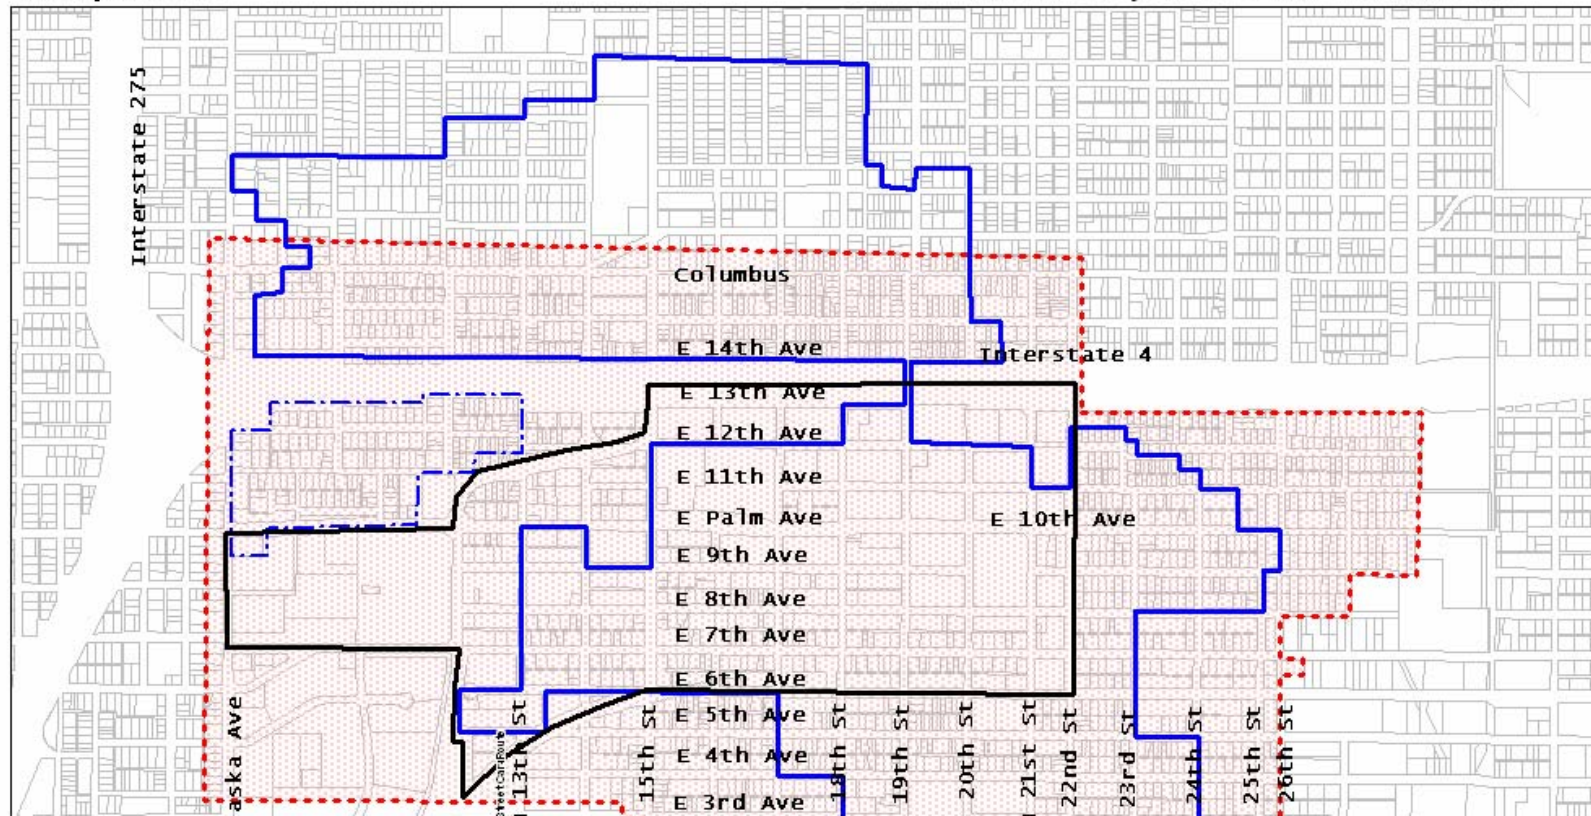 Interstate 275
Columbus
E 14th Ave
Interstate 4
E 13th Ave
E 12th Ave
E 11th Ave
E Palm Ave
E 10th Ave
E 9th Ave
E 8th Ave
E 7th Ave
E 6th Ave
E 5th Ave
E 4th Ave
E 3rd Ave
aska Ave
13th St
15th St
18th St
19th St
20th St
21st St
22nd St
23rd St
24th St
25th St
26th St